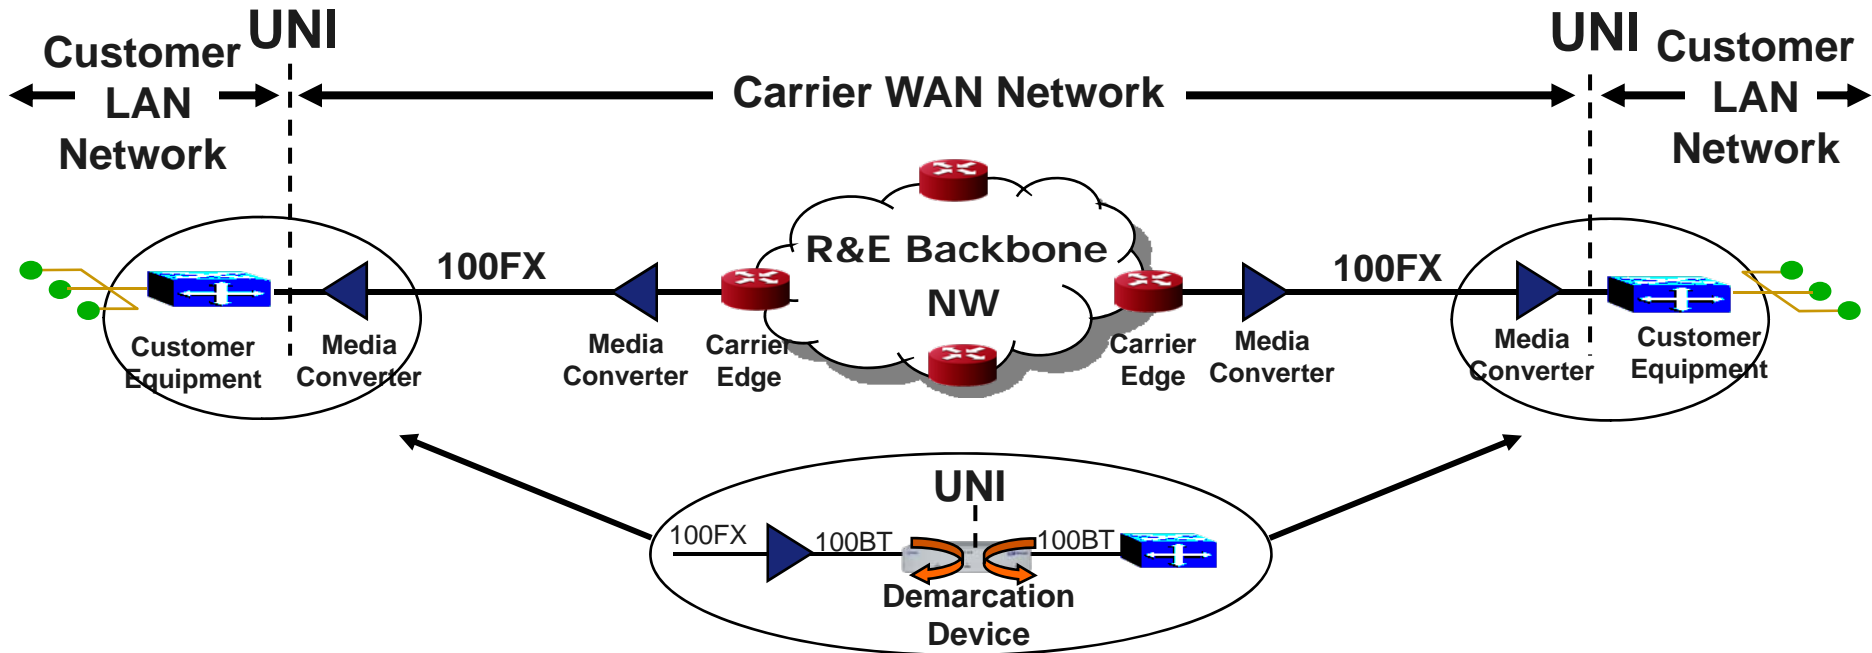 Customer
LAN
Network
UNI
Carrier WAN Network
UNI
Customer
LAN
Network
100FX
R&E Backbone
NW
100FX
Customer
Equipment
Media
Converter
Media
Converter
Carrier
Edge
Carrier
Edge
Media
Converter
Media
Converter
Customer
Equipment
UNI
100FX
100BT
100BT
Demarcation
Device